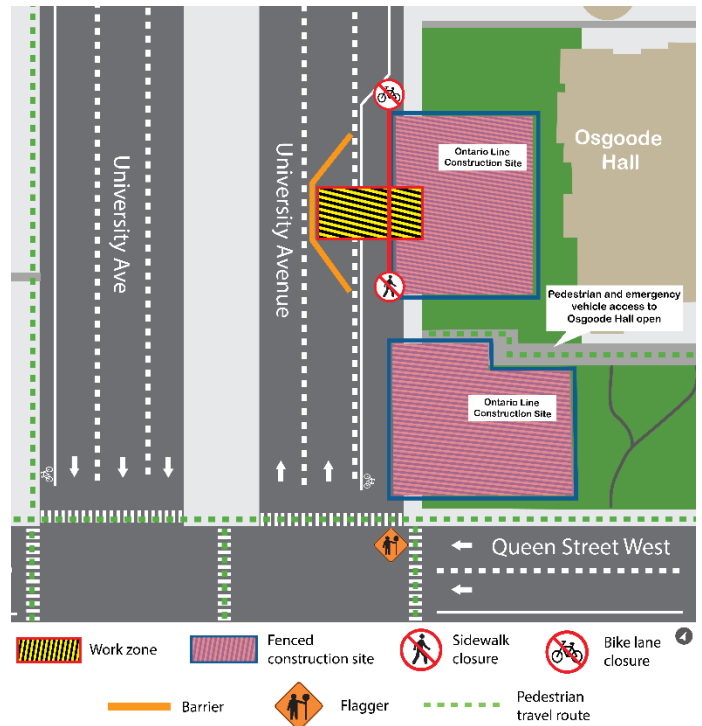 University Ave
University Avenue
Ontario Line
Construction Site
Osgoode
Hall
Pedestrian and emergency
vehicle access to
Osgoode Hall open
Ontario Line
Construction Site
Queen Street West
Work zone
Fenced
construction site
Sidewalk
closure
Bike lane
closure
Barrier
Flagger
Pedestrian
travel route